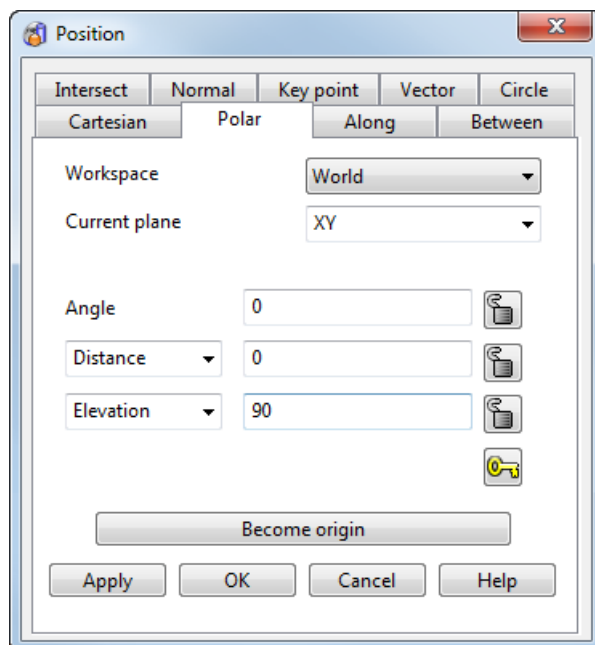 Position
Intersect Normal Key point Vector Circle
Cartesian Polar Along Between
Workspace World
Current plane XY
Angle 0
Distance 0
Elevation 90
Become origin
Apply OK Cancel Help